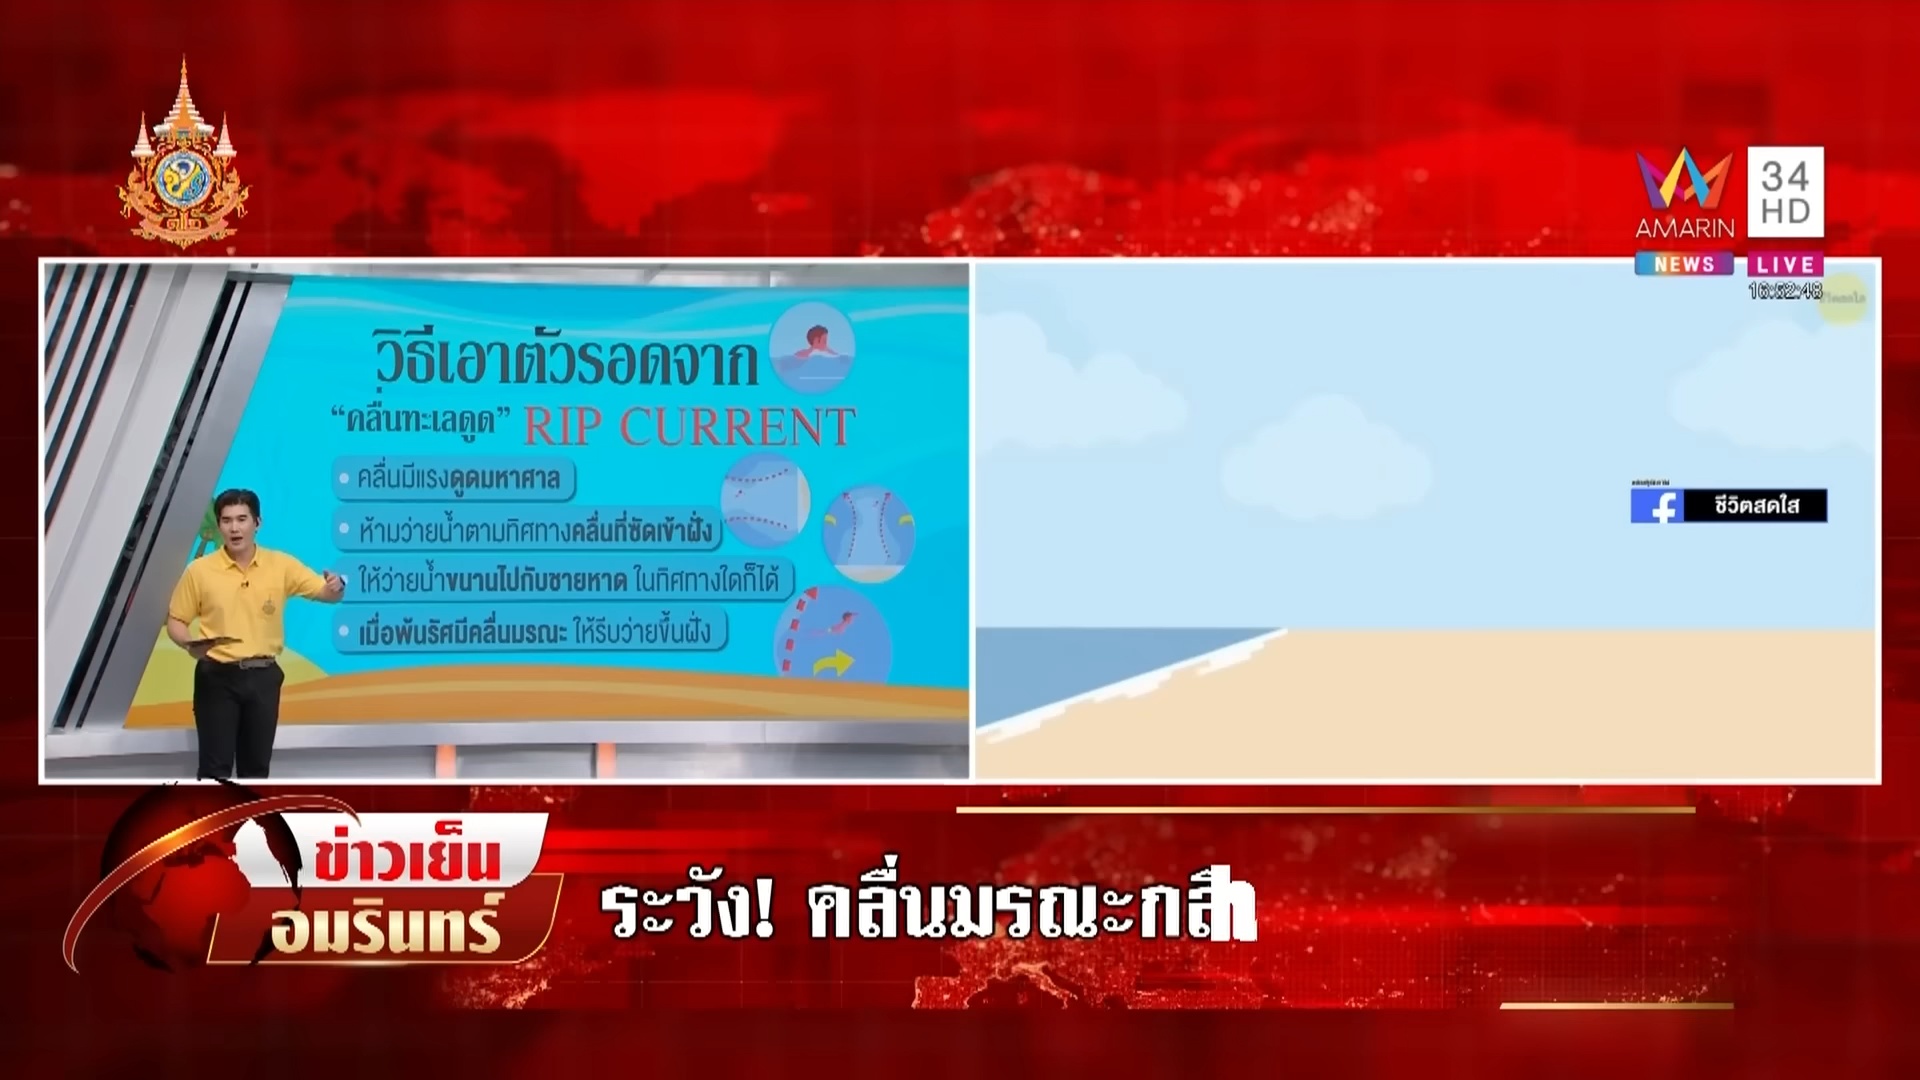 AMARIN
34
HD
NEWS
LIVE
16:52:48
วิธีเอาตัวรอดจาก
“คลื่นทะเลดูด” RIP CURRENT
• คลื่นมีแรงดูดมหาศาล
• ห้ามว่ายน้ำตามทิศทางคลื่นที่ซัดเข้าฝั่ง
• ให้ว่ายน้ำขนานไปกับชายหาด ในทิศทางใดก็ได้
• เมื่อพ้นรัศมีคลื่นมรณะ ให้รีบว่ายขึ้นฝั่ง
ชีวิตสดใส
ข่าวเย็น
อมรินทร์
ระวัง! คลื่นมรณะกลื